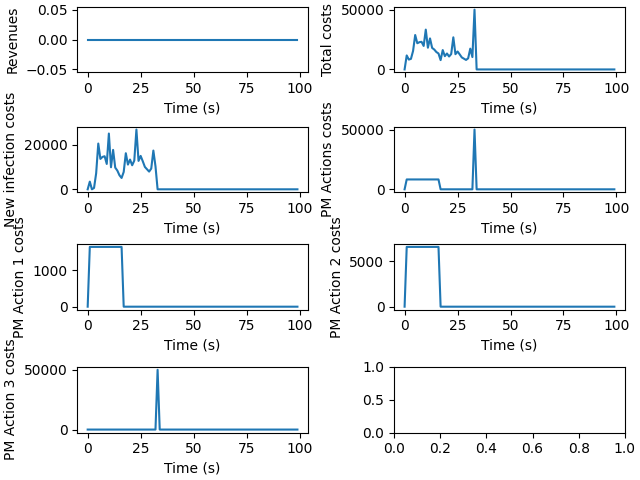 Revenues
0.05
0.00
−0.05
0 25 50 75 100
Time (s)
Total costs
50000
0
0 25 50 75 100
Time (s)
New infection costs
20000
0
0 25 50 75 100
Time (s)
PM Actions costs
50000
0
0 25 50 75 100
Time (s)
PM Action 1 costs
1000
0
0 25 50 75 100
Time (s)
PM Action 2 costs
5000
0
0 25 50 75 100
Time (s)
PM Action 3 costs
50000
0
0 25 50 75 100
Time (s)
1.0
0.5
0.0
0.0 0.2 0.4 0.6 0.8 1.0